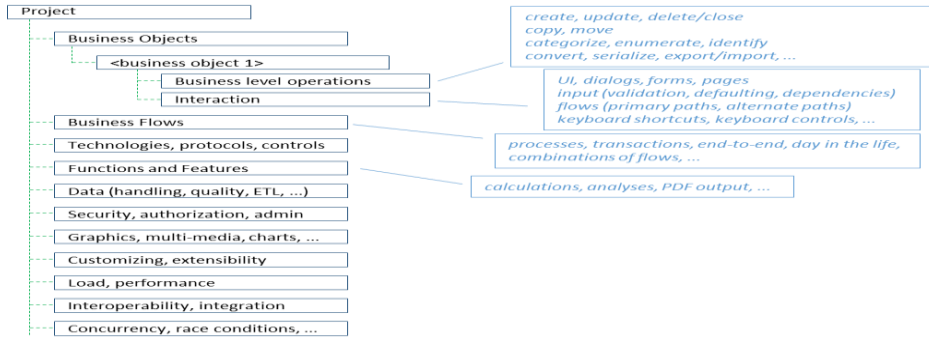 Project
Business Objects
<business object 1>
Business level operations
Interaction
Business Flows
Technologies, protocols, controls
Functions and Features
Data (handling, quality, ETL, ...)
Security, authorization, admin
Graphics, multi-media, charts, ...
Customizing, extensibility
Load, performance
Interoperability, integration
Concurrency, race conditions, ...
create, update, delete/close
copy, move
categorize, enumerate, identify
convert, serialize, export/import, ...
UI, dialogs, forms, pages
input (validation, defaulting, dependencies)
flows (primary paths, alternate paths)
keyboard shortcuts, keyboard controls, ...
processes, transactions, end-to-end, day in the life,
combinations of flows, ...
calculations, analyses, PDF output, ...